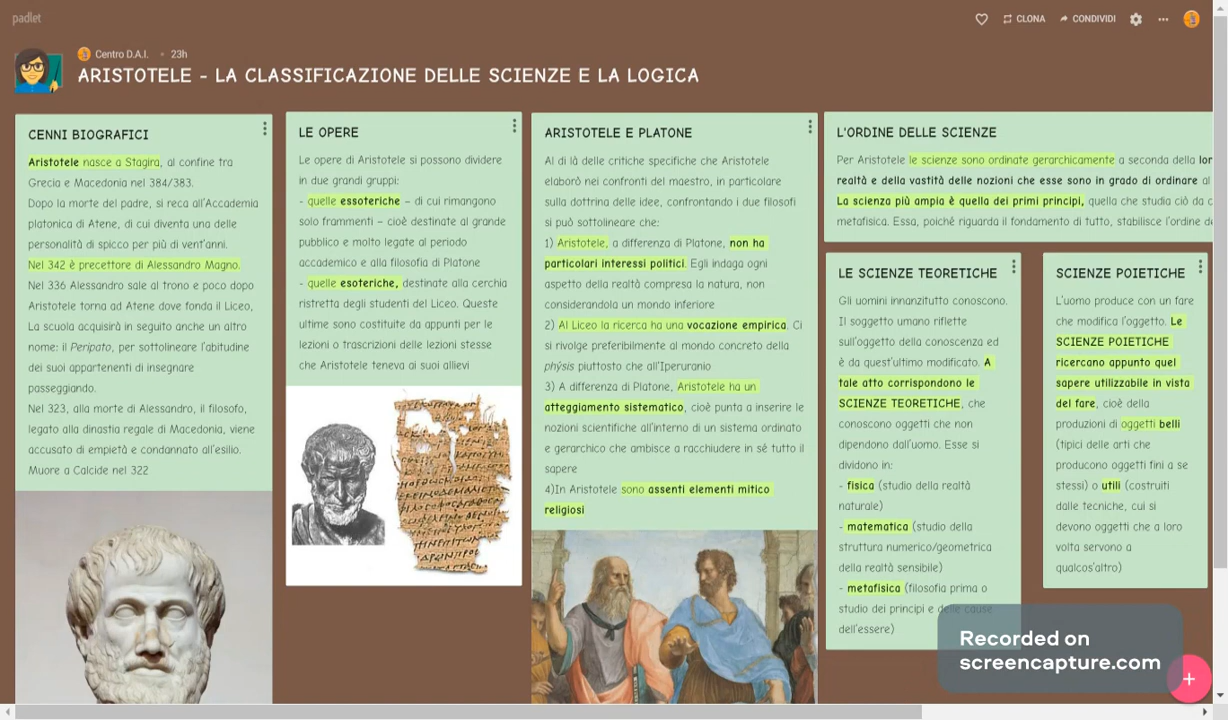 padlet
CLONA
CONDIVIDI
Centro D.A.I.
23h
ARISTOTELE - LA CLASSIFICAZIONE DELLE SCIENZE E LA LOGICA
CENNI BIOGRAFICI
Aristotele nasce a Stagira, al confine tra
Grecia e Macedonia nel 384/383.
Dopo la morte del padre, si reca all'Accademia
platonica di Atene, di cui diventa una delle
personalità di spicco per più di vent'anni.
Nel 342 è precettore di Alessandro Magno.
Nel 336 Alessandro sale al trono e poco dopo
Aristotele torna ad Atene dove fonda il Liceo,
La scuola acquisirà in seguito anche un altro
nome: il Peripato, per sottolineare l'abitudine
dei suoi appartenenti di insegnare
passeggiando.
Nel 323, alla morte di Alessandro, il filosofo,
legato alla dinastia regale di Macedonia, viene
accusato di empietà e condannato all'esilio.
Muore a Calcide nel 322
LE OPERE
Le opere di Aristotele si possono dividere
in due grandi gruppi:
- quelle essoteriche – di cui rimangono
solo frammenti – cioè destinate al grande
pubblico e molto legate al periodo
accademico e alla filosofia di Platone
- quelle esoteriche, destinate alla cerchia
ristretta degli studenti del Liceo. Queste
ultime sono costituite da appunti per le
lezioni o trascrizioni delle lezioni stesse
che Aristotele teneva ai suoi allievi
ARISTOTELE E PLATONE
Al di là delle critiche specifiche che Aristotele
elaborò nei confronti del maestro, in particolare
sulla dottrina delle idee, confrontando i due filosofi
si può sottolineare che:
1) Aristotele, a differenza di Platone, non ha
particolari interessi politici. Egli indaga ogni
aspetto della realtà compresa la natura, non
considerandola un mondo inferiore
2) Al Liceo la ricerca ha una vocazione empirica. Ci
si rivolge preferibilmente al mondo concreto della
phýsis piuttosto che all'Iperuranio
3) A differenza di Platone, Aristotele ha un
atteggiamento sistematico, cioè punta a inserire le
nozioni scientifiche all'interno di un sistema ordinato
e gerarchico che ambisce a racchiudere in sé tutto il
sapere
4)In Aristotele sono assenti elementi mitico
religiosi
L'ORDINE DELLE SCIENZE
Per Aristotele le scienze sono ordinate gerarchicamente a seconda della
realtà e della vastità delle nozioni che esse sono in grado di ordinare al
La scienza più ampia è quella dei primi principi, quella che studia ciò da
metafisica. Essa, poiché riguarda il fondamento di tutto, stabilisce l'ordine
LE SCIENZE TEORETICHE
Gli uomini innanzitutto conoscono.
Il soggetto umano riflette
sull'oggetto della conoscenza ed
è da quest'ultimo modificato. A
tale atto corrispondono le
SCIENZE TEORETICHE, che
conoscono oggetti che non
dipendono dall'uomo. Esse si
dividono in:
- fisica (studio della realtà
naturale)
- matematica (studio della
struttura numerico/geometrica
della realtà sensibile)
- metafisica (filosofia prima o
studio dei principi e delle cause
dell'essere)
SCIENZE POIETICHE
L'uomo produce con un fare
che modifica l'oggetto. Le
SCIENZE POIETICHE
ricercano appunto quel
sapere utilizzabile in vista
del fare, cioè della
produzioni di oggetti belli
(tipici delle arti che
producono oggetti fini a se
stessi) o utili (costruiti
dalle tecniche, cui si
devono oggetti che a loro
volta servono a
qualcos'altro)
Recorded on
screencapture.com